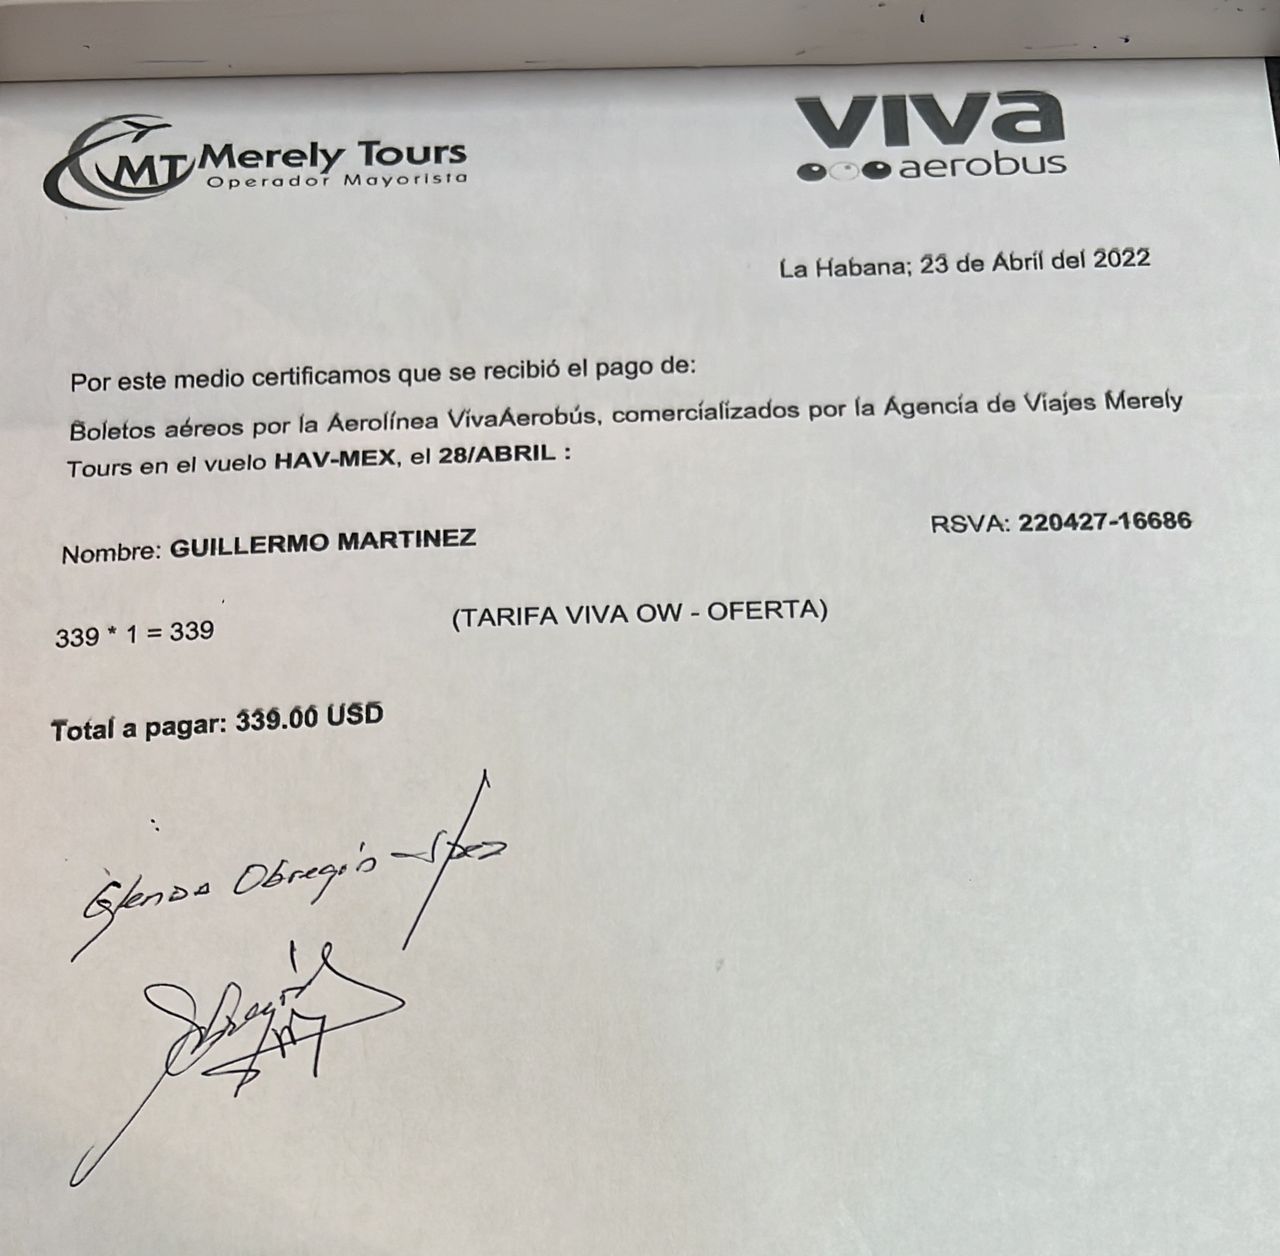 MT Merely Tours
Operador Mayorista
VIVA
aerobus
La Habana; 23 de Abril del 2022
Por este medio certificamos que se recibió el pago de:
Boletos aéreos por la Aerolínea VivaAerobús, comercializados por la Agencia de Viajes Merely
Tours en el vuelo HAV-MEX, el 28/ABRIL :
Nombre: GUILLERMO MARTINEZ
RSVA: 220427-16686
339 * 1 = 339
(TARIFA VIVA OW - OFERTA)
Total a pagar: 339.00 USD
Glenda Obregón